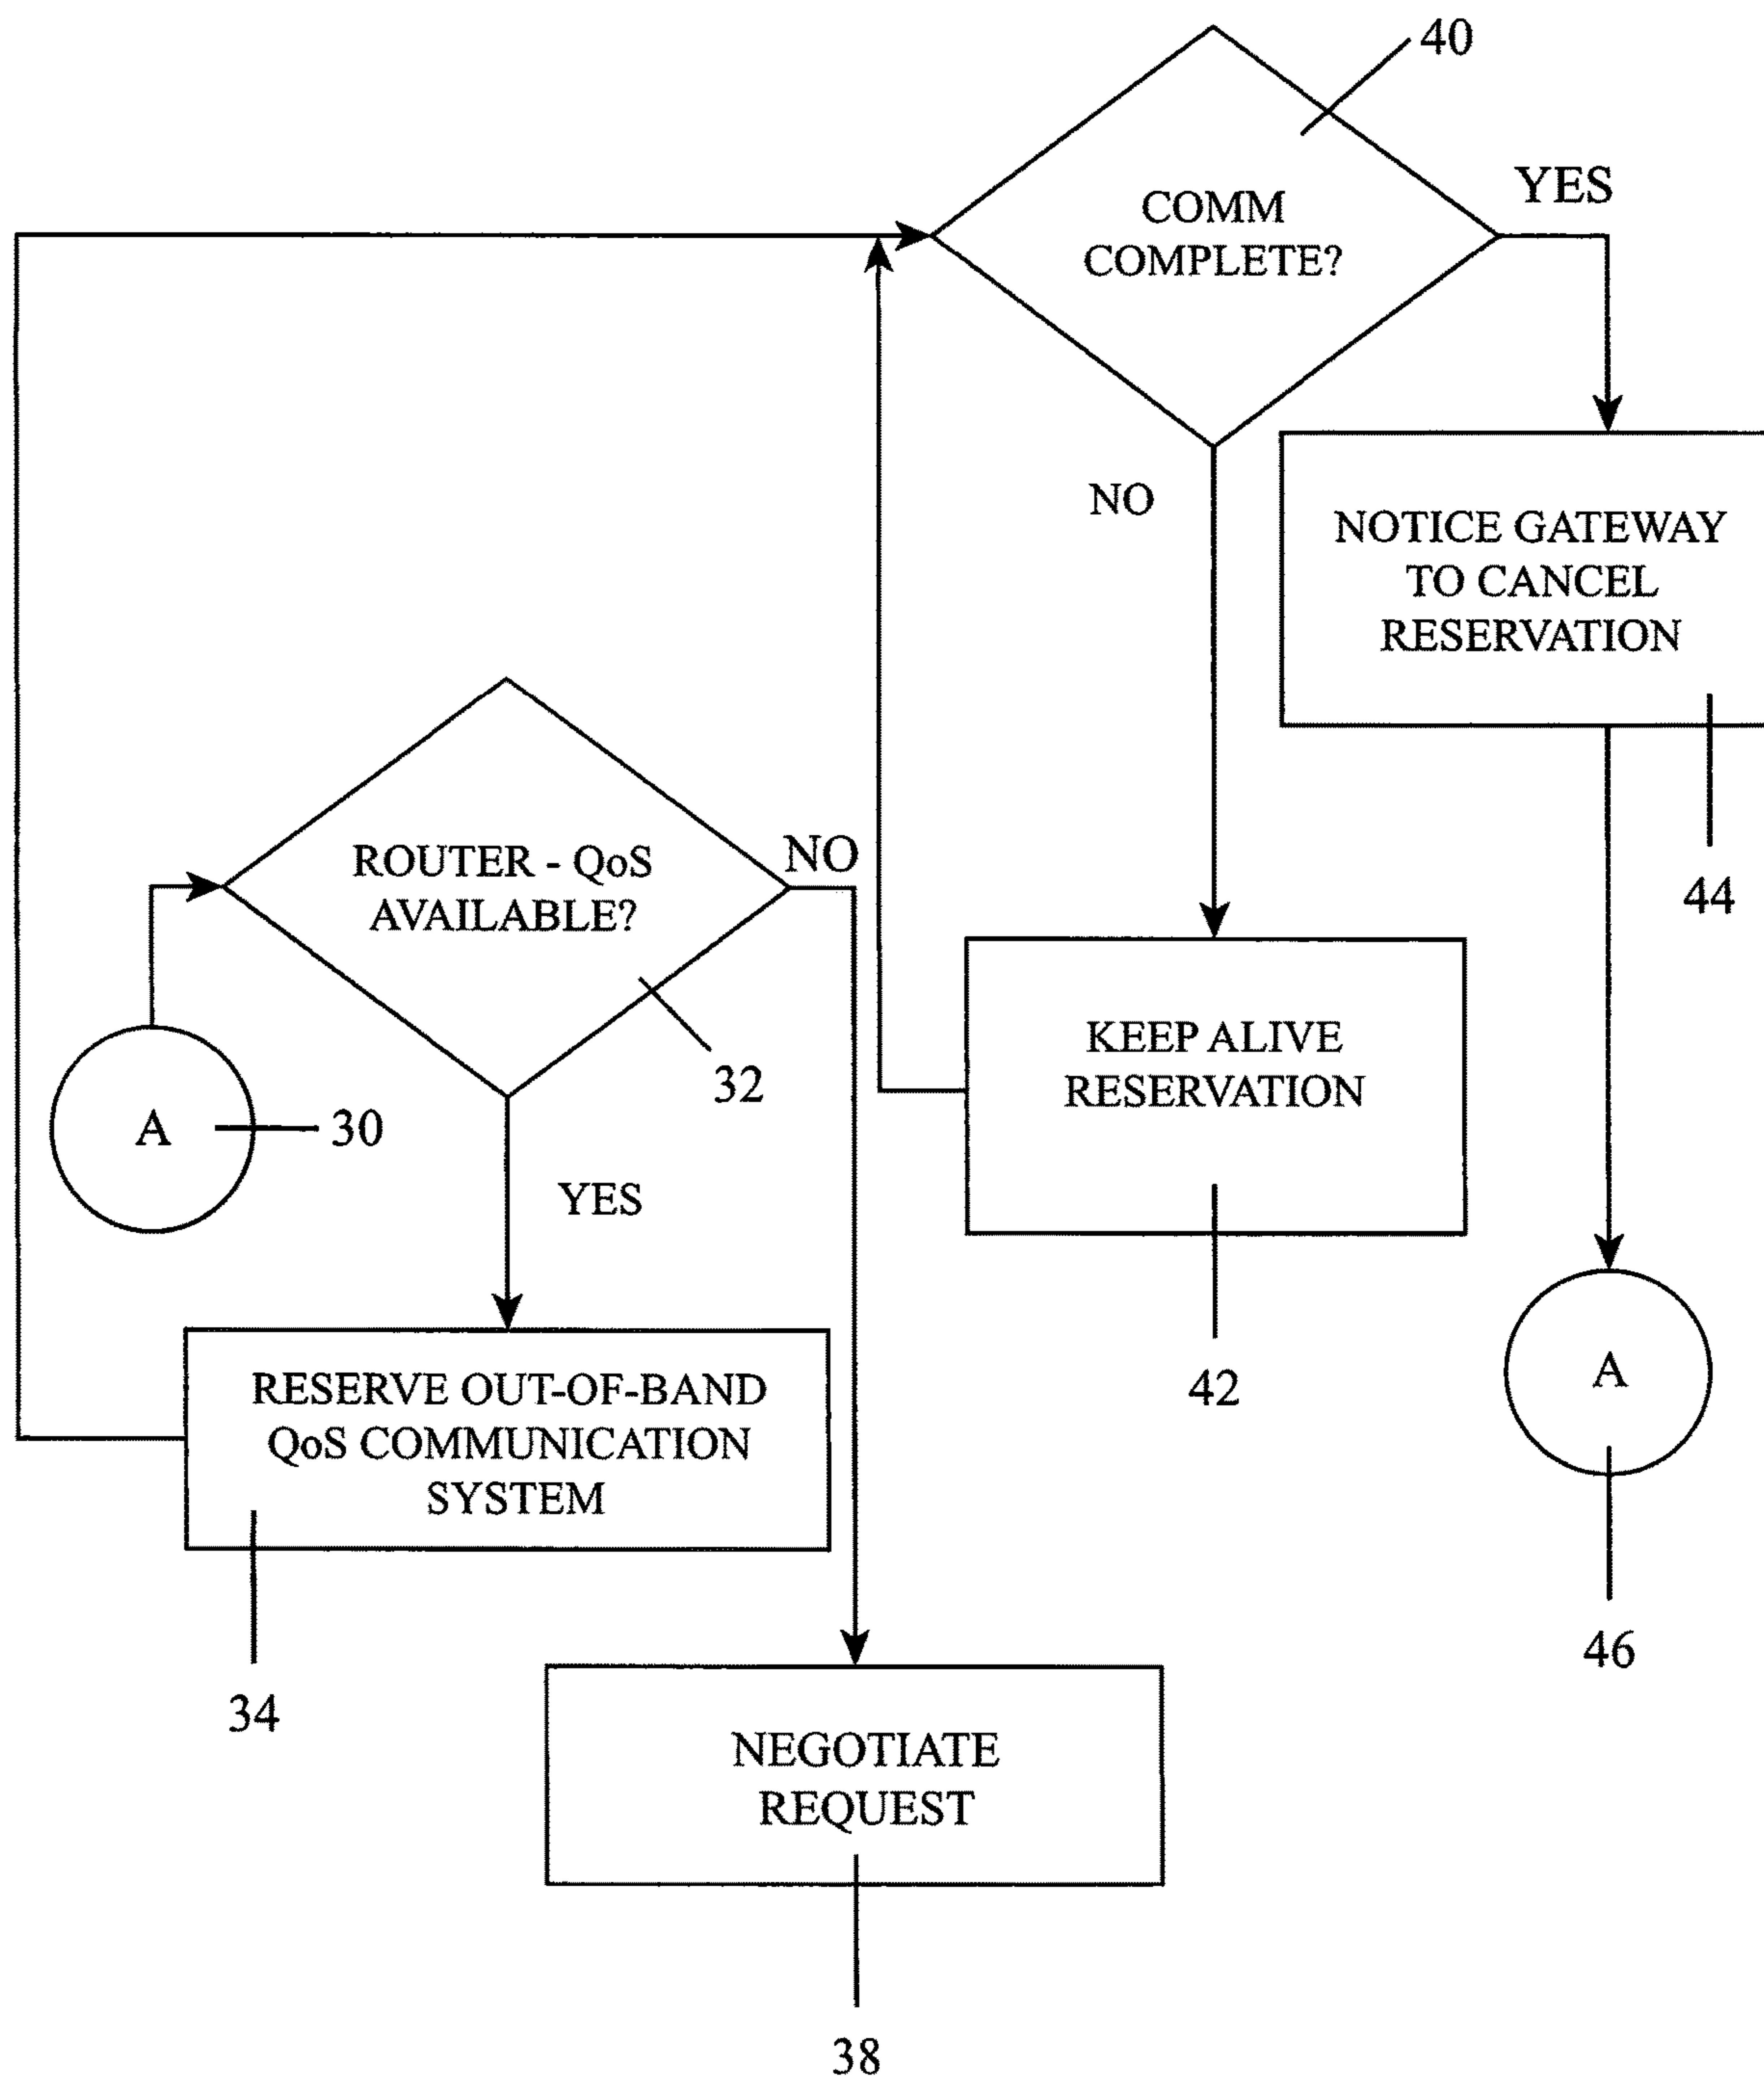 40
COMM
COMPLETE?
YES
NO
NOTICE GATEWAY
TO CANCEL
RESERVATION
44
ROUTER - QoS
AVAILABLE?
NO
32
A
30
YES
KEEP ALIVE
RESERVATION
42
RESERVE OUT-OF-BAND
QoS COMMUNICATION
SYSTEM
34
A
46
NEGOTIATE
REQUEST
38